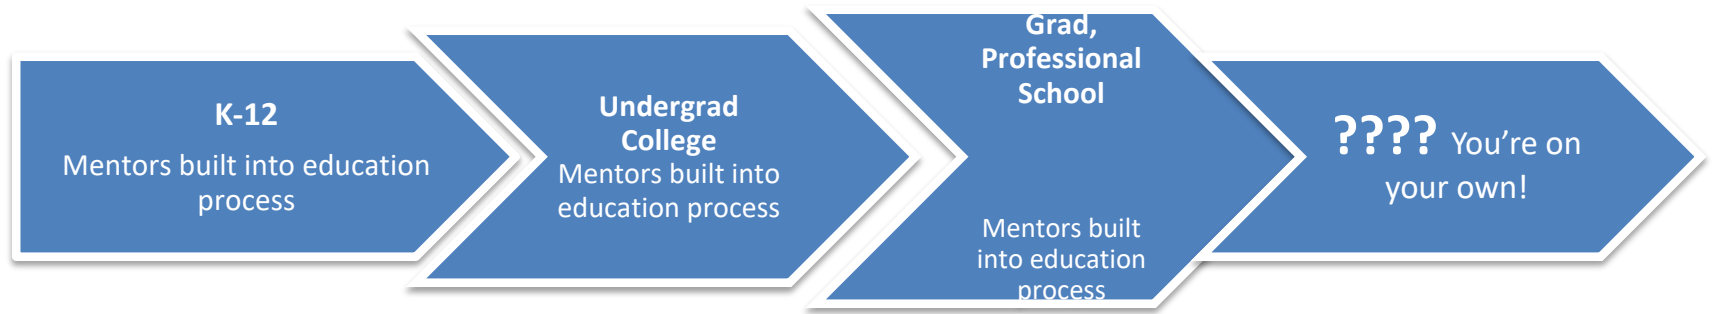 K-12
Mentors built into education
process
Undergrad
College
Mentors built into
education process
Grad,
Professional
School
Mentors built
into education
process
???? You’re on
your own!